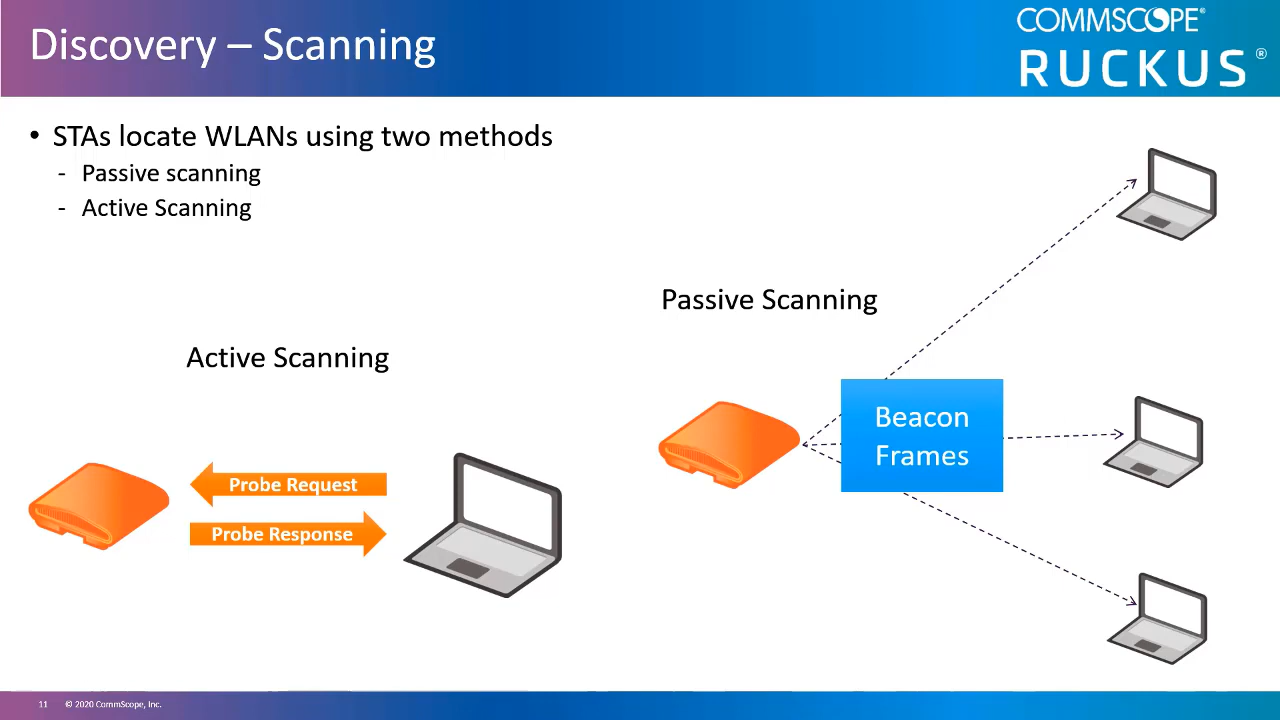 Discovery – Scanning
COMMSCOPE®
RUCKUS®
• STAs locate WLANs using two methods
- Passive scanning
- Active Scanning
Passive Scanning
Active Scanning
Beacon
Frames
Probe Request
Probe Response
11 © 2020 CommScope, Inc.